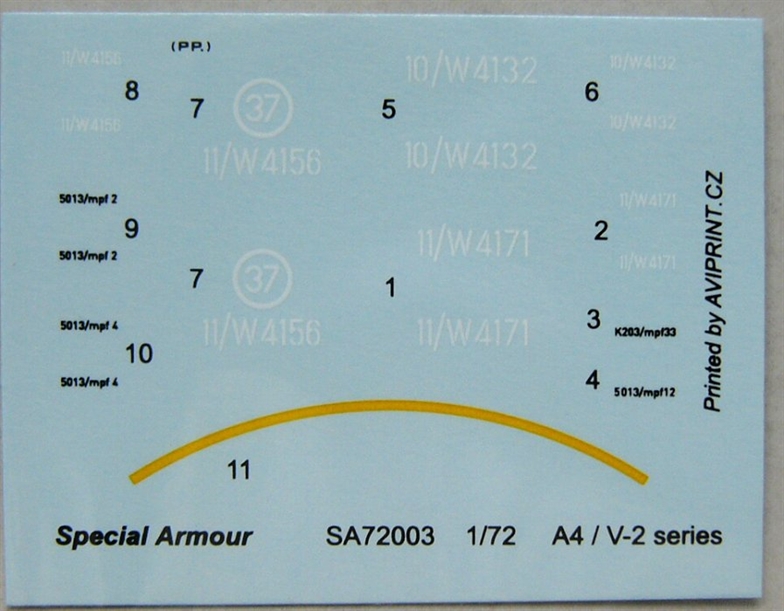 (P.P.)
11/W4156
8
7
37
10/W4132
5
6
10/W4132
11/W4156
11/W4156
10/W4132
10/W4132
5013/mpf 2
9
5013/mpf 2
7
37
11/W4156
11/W4171
1
11/W4171
11/W4171
2
11/W4171
5013/mpf 4
10
5013/mpf 4
3
K203/mpf33
4
5013/mpf12
Printed by AVIPRINT.CZ
11
Special Armour SA72003 1/72 A4 / V-2 series